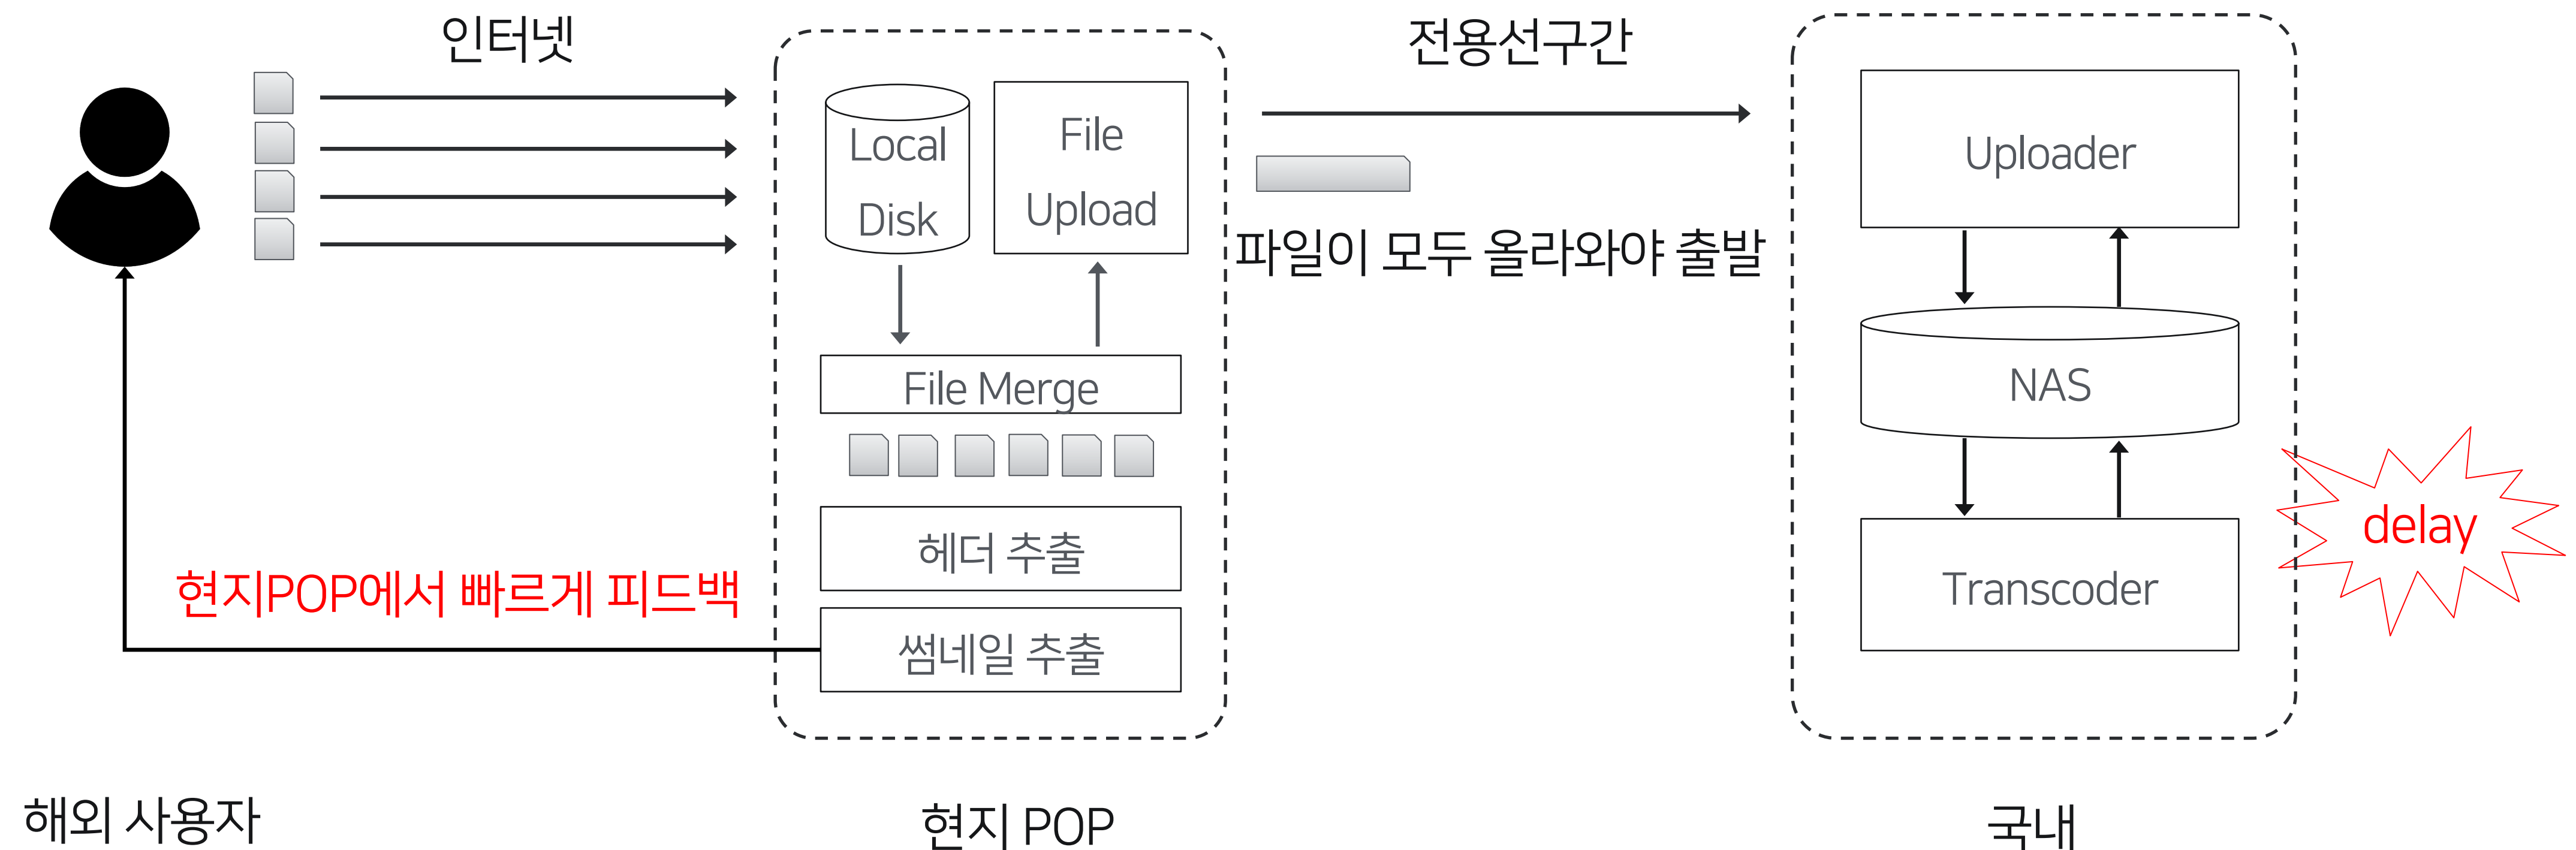 인터넷
전용선구간
Local
Disk
File
Upload
Uploader
파일이 모두 올라와야 출발
File Merge
NAS
헤더 추출
delay
현지POP에서 빠르게 피드백
Transcoder
썸네일 추출
해외 사용자
현지 POP
국내